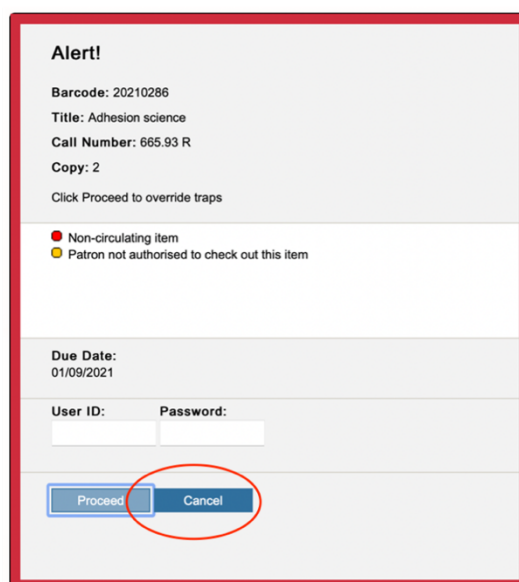 Alert!
Barcode: 20210286
Title: Adhesion science
Call Number: 665.93 R
Copy: 2
Click Proceed to override traps
Non-circulating item
Patron not authorised to check out this item
Due Date:
01/09/2021
User ID: Password:
Proceed Cancel